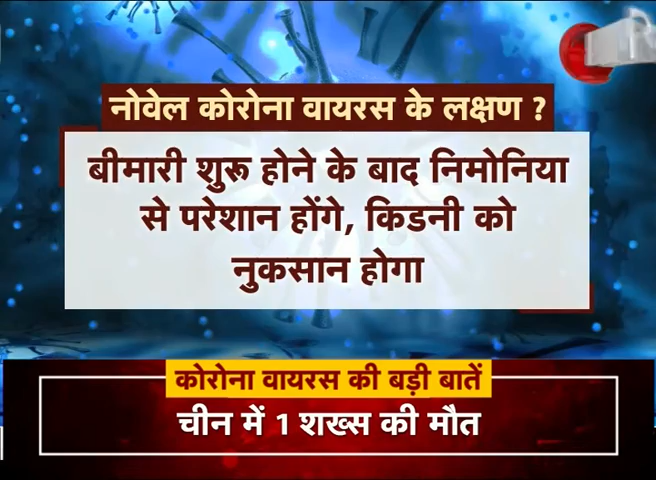 नोवेल कोरोना वायरस के लक्षण ?
बीमारी शुरू होने के बाद निमोनिया
से परेशान होंगे, किडनी को
नुकसान होगा
कोरोना वायरस की बड़ी बातें
चीन में 1 शख्स की मौत